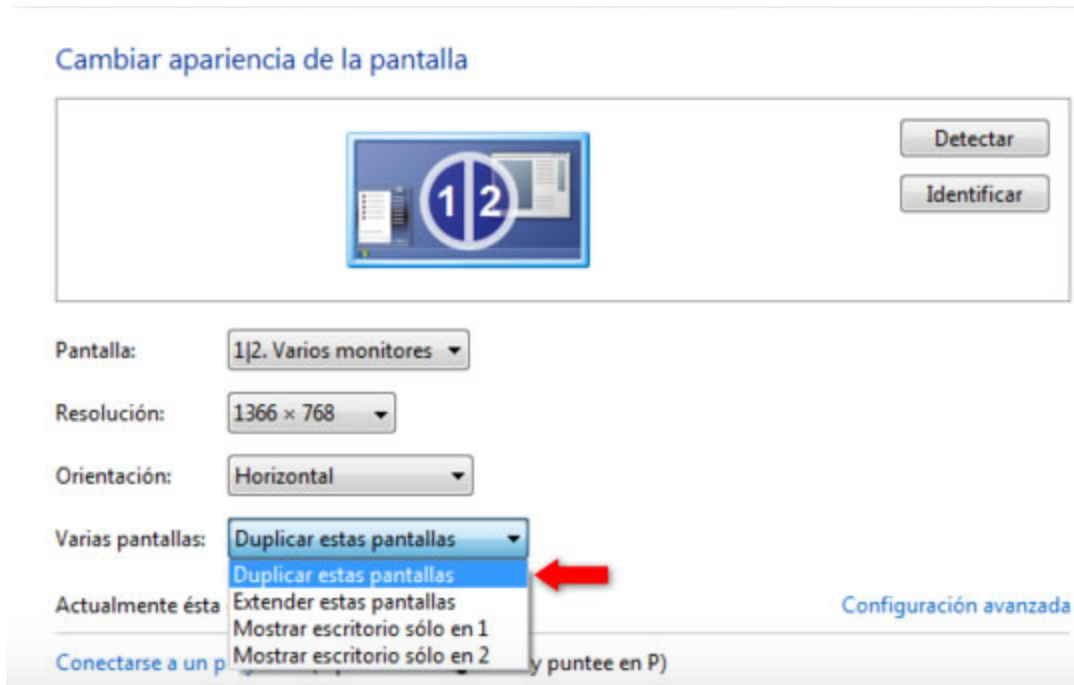 Cambiar apariencia de la pantalla
Detectar
Identificar
1 2
Pantalla: 1|2. Varios monitores
Resolución: 1366 × 768
Orientación: Horizontal
Varias pantallas: Duplicar estas pantallas
Duplicar estas pantallas
Extender estas pantallas
Actualmente ésta
Configuración avanzada
Mostrar escritorio sólo en 1
Mostrar escritorio sólo en 2
Conectarse a un p y puntee en P)